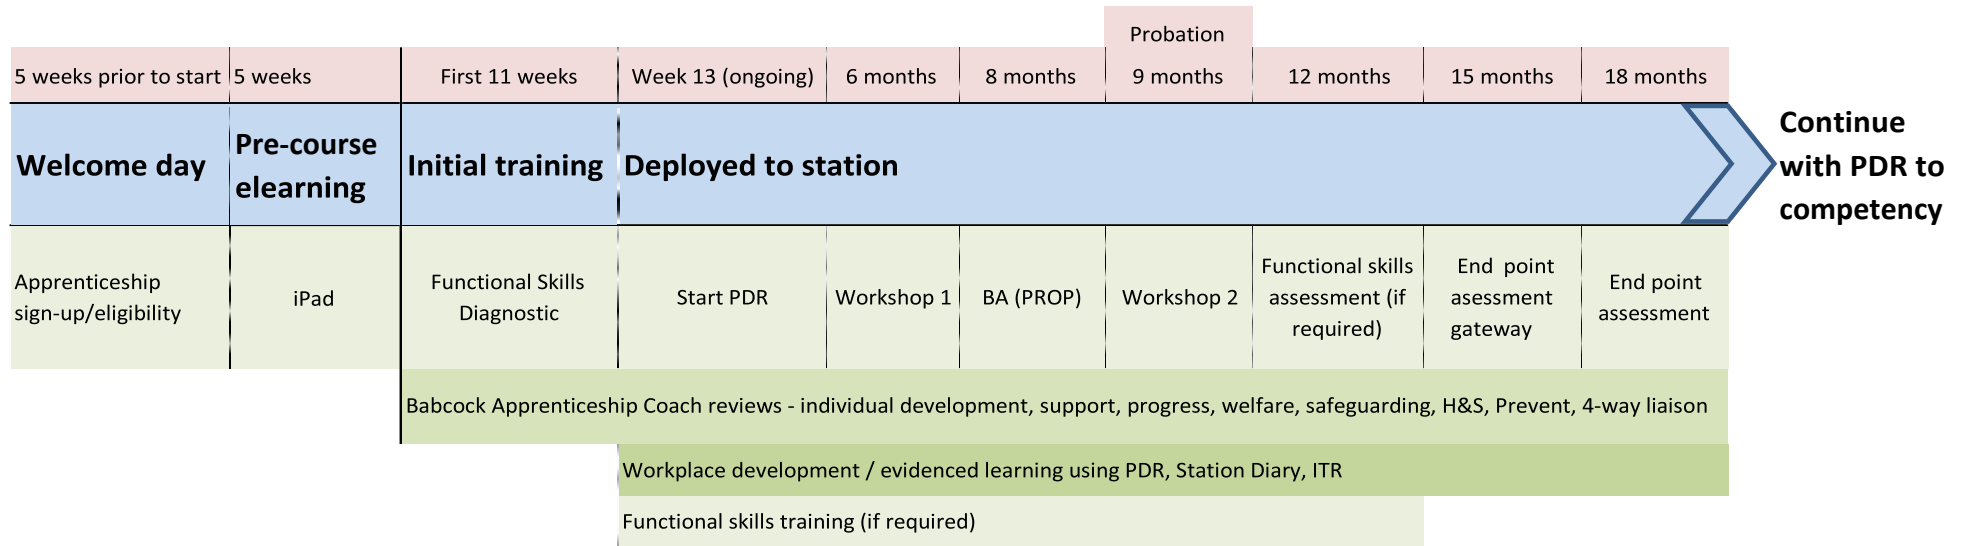 Probation
5 weeks prior to start 5 weeks First 11 weeks Week 13 (ongoing) 6 months 8 months 9 months 12 months 15 months 18 months
Welcome day
Pre-course
elearning
Initial training
Deployed to station
Continue
with PDR to
competency
Apprenticeship
sign-up/eligibility
iPad
Functional Skills
Diagnostic
Start PDR
Workshop 1
BA (PROP)
Workshop 2
Functional skills
assessment (if
required)
End point
asessment
gateway
End point
assessment
Babcock Apprenticeship Coach reviews - individual development, support, progress, welfare, safeguarding, H&S, Prevent, 4-way liaison
Workplace development / evidenced learning using PDR, Station Diary, ITR
Functional skills training (if required)